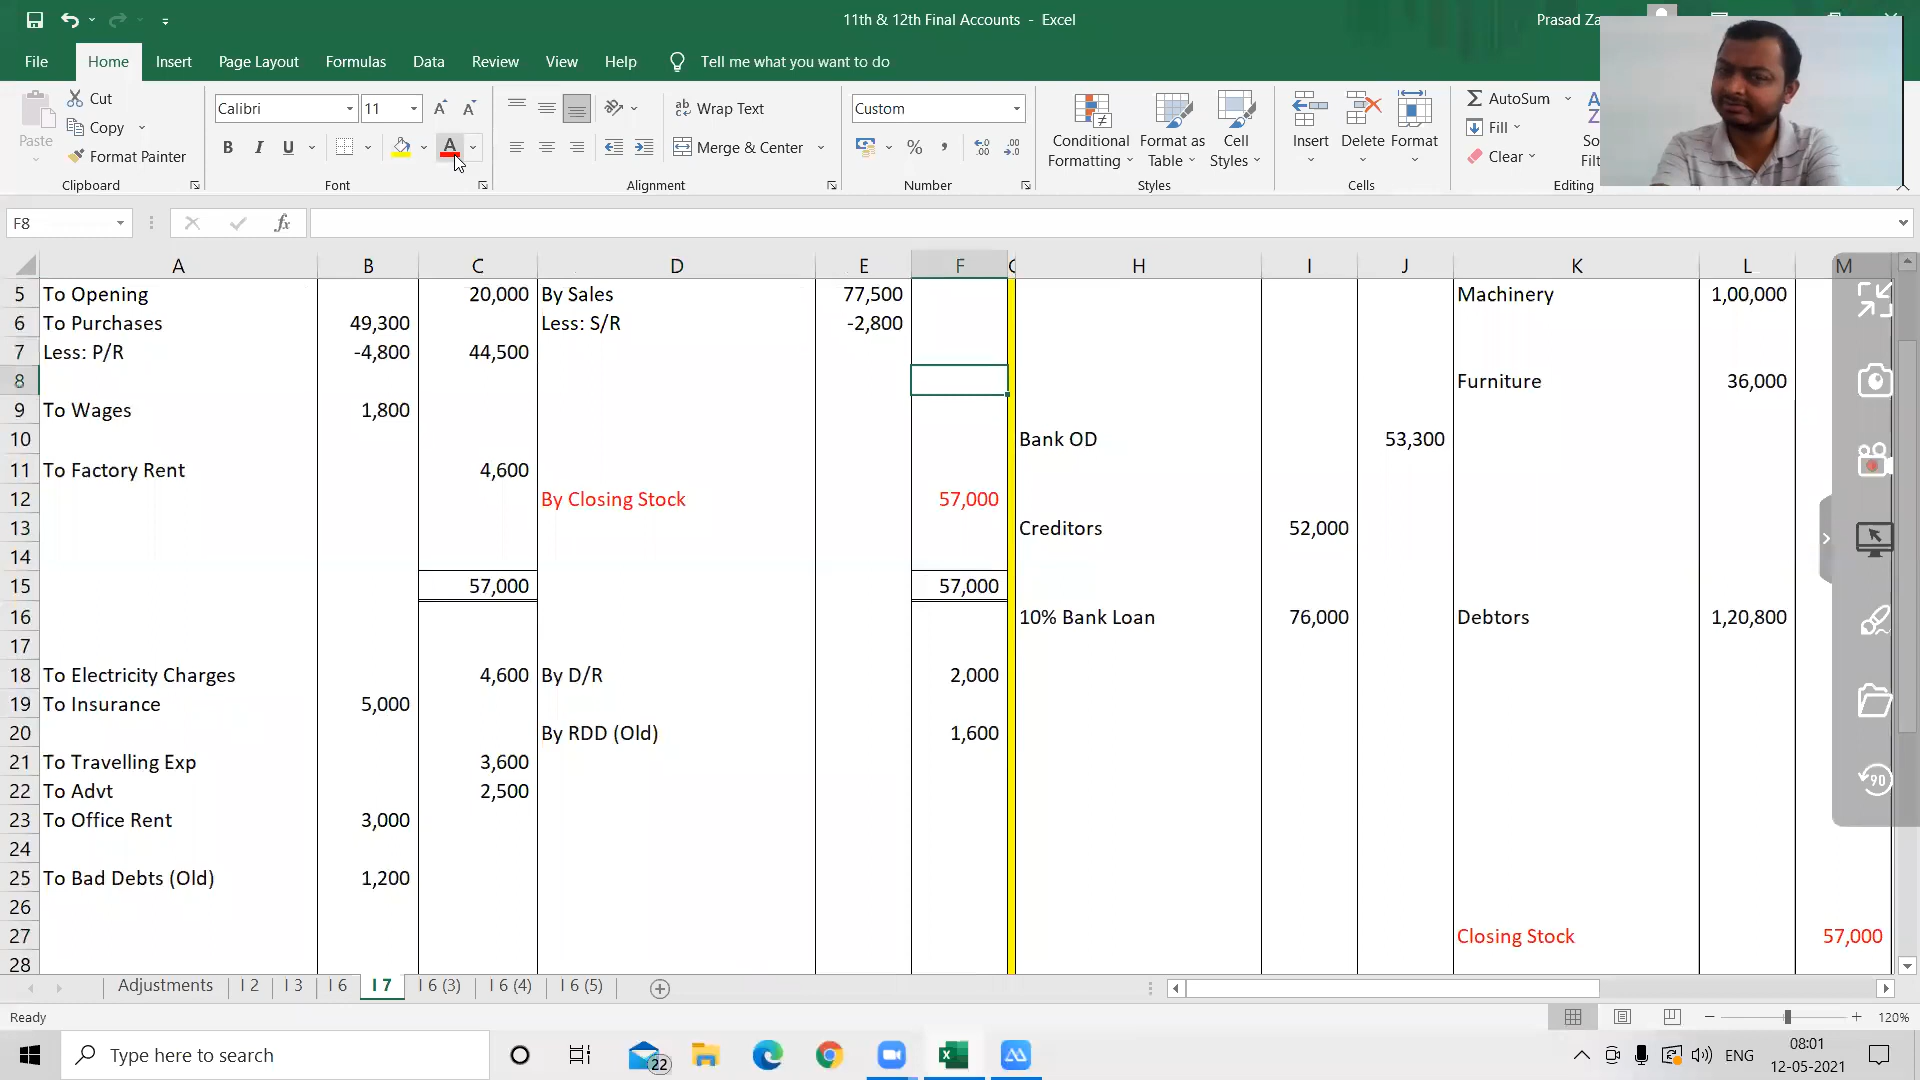 11th & 12th Final Accounts - Excel
Prasad Za
File Home Insert Page Layout Formulas Data Review View Help Tell me what you want to do
Paste
Cut
Copy
Format Painter
Clipboard
Calibri 11
B I U
Font
Wrap Text
Merge & Center
Alignment
Custom
Number
Conditional Formatting
Format as Table
Cell Styles
Styles
Insert Delete Format
Cells
AutoSum
Fill
Clear
Editing
F8 fx
A B C D E F H I J K L M
5 To Opening 20,000 By Sales 77,500 Machinery 1,00,000
6 To Purchases 49,300 Less: S/R -2,800
7 Less: P/R -4,800 44,500
8 Furniture 36,000
9 To Wages 1,800
10 Bank OD 53,300
11 To Factory Rent 4,600
12 By Closing Stock 57,000
13 Creditors 52,000
14
15 57,000 57,000
16 10% Bank Loan 76,000 Debtors 1,20,800
17
18 To Electricity Charges 4,600 By D/R 2,000
19 To Insurance 5,000
20 By RDD (Old) 1,600
21 To Travelling Exp 3,600
22 To Advt 2,500
23 To Office Rent 3,000
24
25 To Bad Debts (Old) 1,200
26
27 Closing Stock 57,000
28
Adjustments I 2 I 3 I 6 I 7 I 6 (3) I 6 (4) I 6 (5)
Ready 120%
Type here to search 22 ENG 08:01
12-05-2021
90